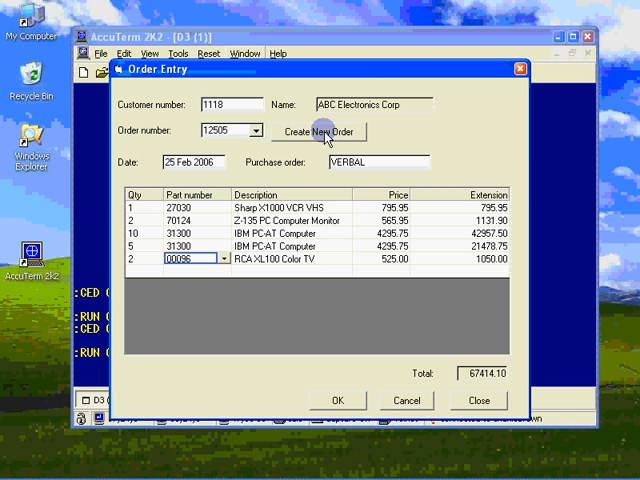 My Computer
AccuTerm 2K2 - [D3 (1)]
File Edit View Tools Reset Window Help
Order Entry
Recycle Bin
Customer number: 1118 Name: ABC Electronics Corp
Order number: 12505 Create New Order
Windows Explorer
Date: 25 Feb 2006 Purchase order: VERBAL
Qty Part number Description Price Extension
1 27030 Sharp X1000 VCR VHS 795.95 795.95
2 70124 Z-135 PC Computer Monitor 565.95 1131.90
10 31300 IBM PC-AT Computer 4295.75 42957.50
5 31300 IBM PC-AT Computer 4295.75 21478.75
2 00096 RCA XL100 Color TV 525.00 1050.00
AccuTerm 2k2
:CED
:RUN
:CED
:RUN
Total: 67414.10
D3
OK Cancel Close